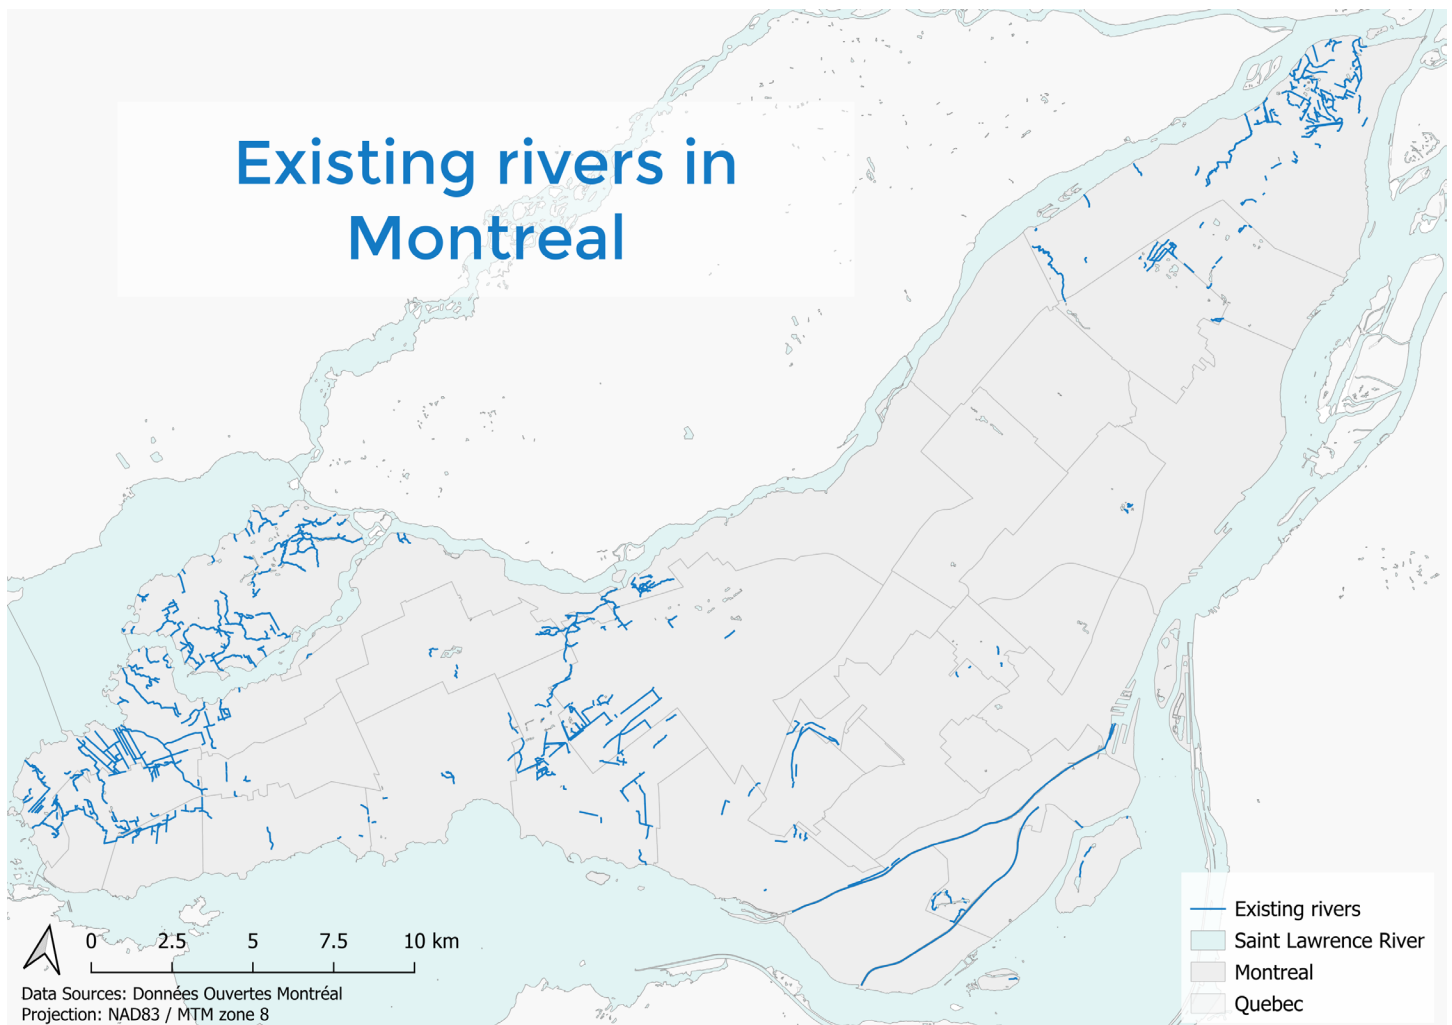 Existing rivers in
Montreal
Existing rivers
Saint Lawrence River
Montreal
Quebec
0 2.5 5 7.5 10 km
Data Sources: Données Ouvertes Montréal
Projection: NAD83 / MTM zone 8